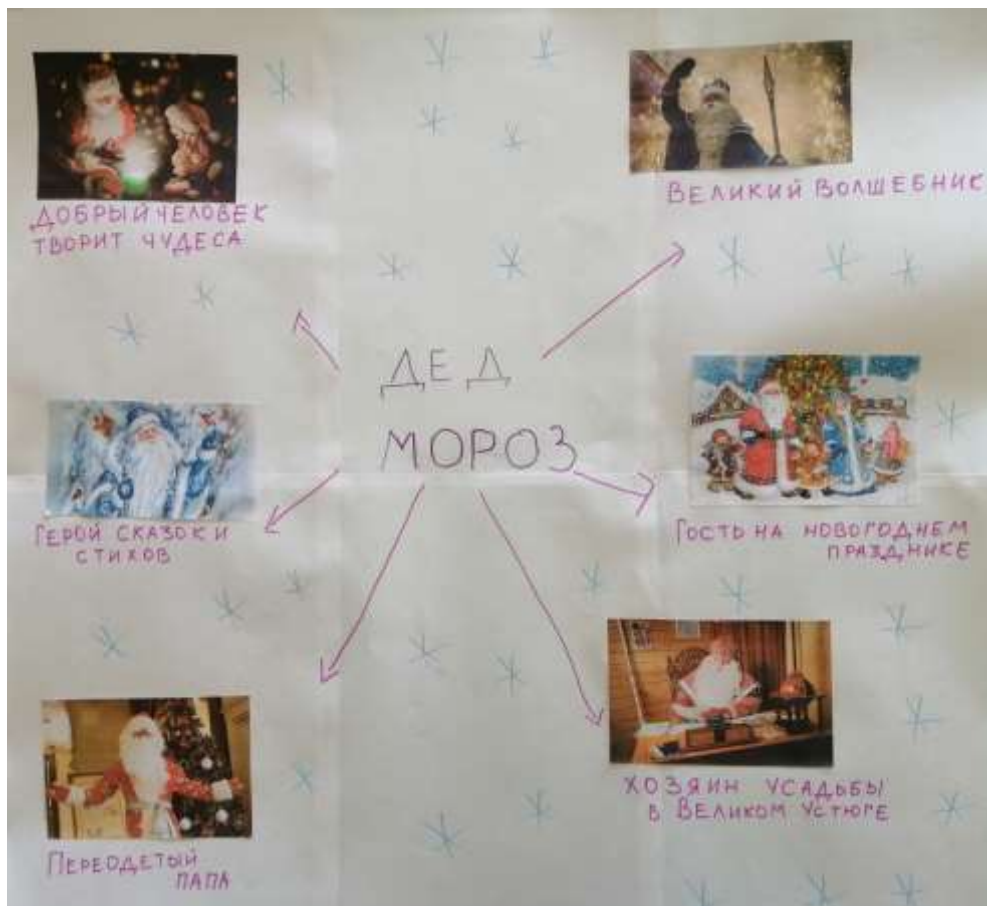 ДОБРЫЙ ЧЕЛОВЕК
ТВОРИТ ЧУДЕСА
ВЕЛИКИЙ ВОЛШЕБНИК
ДЕД
МОРОЗ
ГЕРОЙ СКАЗОК И
СТИХОВ
ГОСТЬ НА НОВОГОДНЕМ
ПРАЗДНИКЕ
ПЕРЕОДЕТЫЙ
ПАПА
ХОЗЯИН УСАДЬБЫ
В ВЕЛИКОМ УСТЮГЕ